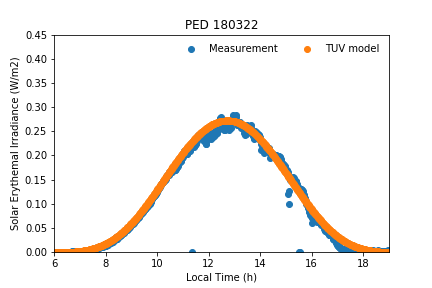 PED 180322
0.45
0.40
0.35
0.30
0.25
0.20
0.15
0.10
0.05
0.00
Solar Erythemal Irradiance (W/m2)
Measurement
TUV model
6 8 10 12 14 16 18
Local Time (h)